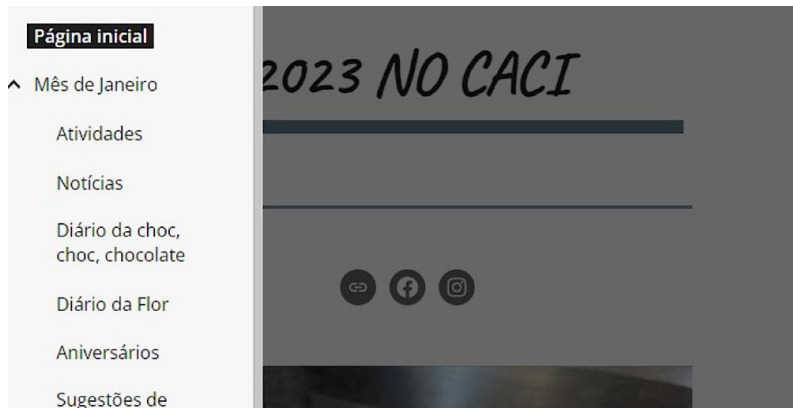 Página inicial
2023 NO CACI
Mês de Janeiro
Atividades
Notícias
Diário da choc,
choc, chocolate
Diário da Flor
Aniversários
Sugestões de